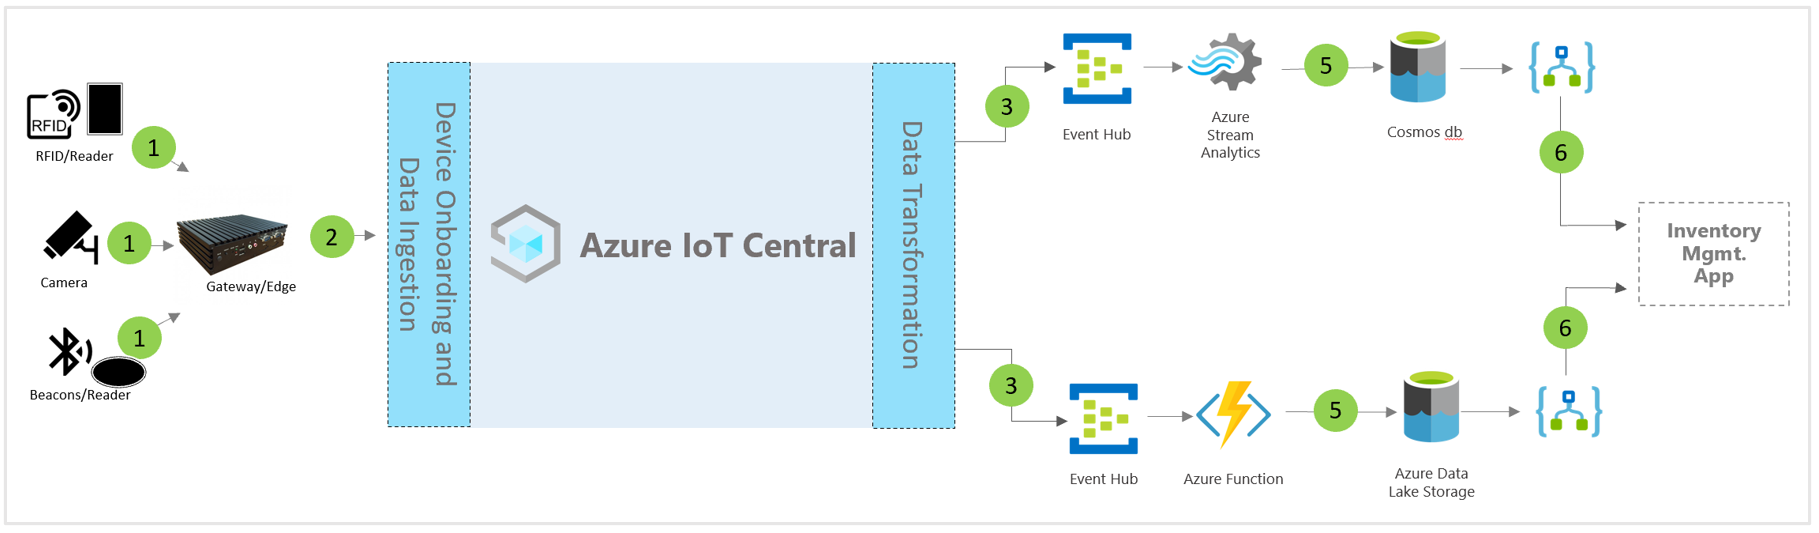 RFID
RFID/Reader
1
Camera
1
Beacons/Reader
1
Gateway/Edge
2
Device Onboarding and
Data Ingestion
Azure IoT Central
Data Transformation
3
Event Hub
Azure
Stream
Analytics
5
Cosmos db
6
3
Event Hub
Azure Function
5
Azure Data
Lake Storage
6
Inventory
Mgmt.
App